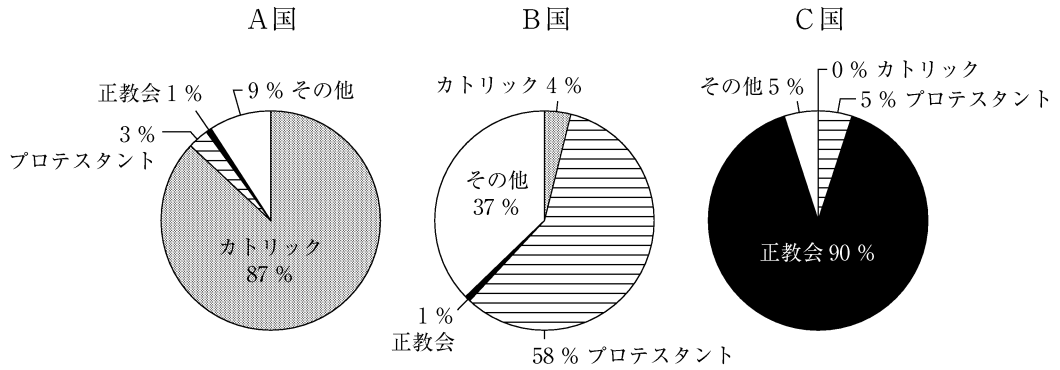 A国
正教会 1 %
9 % その他
3 %
プロテスタント
カトリック
87 %
B国
カトリック 4 %
その他
37 %
1 %
正教会
58 % プロテスタント
C国
その他 5 %
0 % カトリック
5 % プロテスタント
正教会 90 %